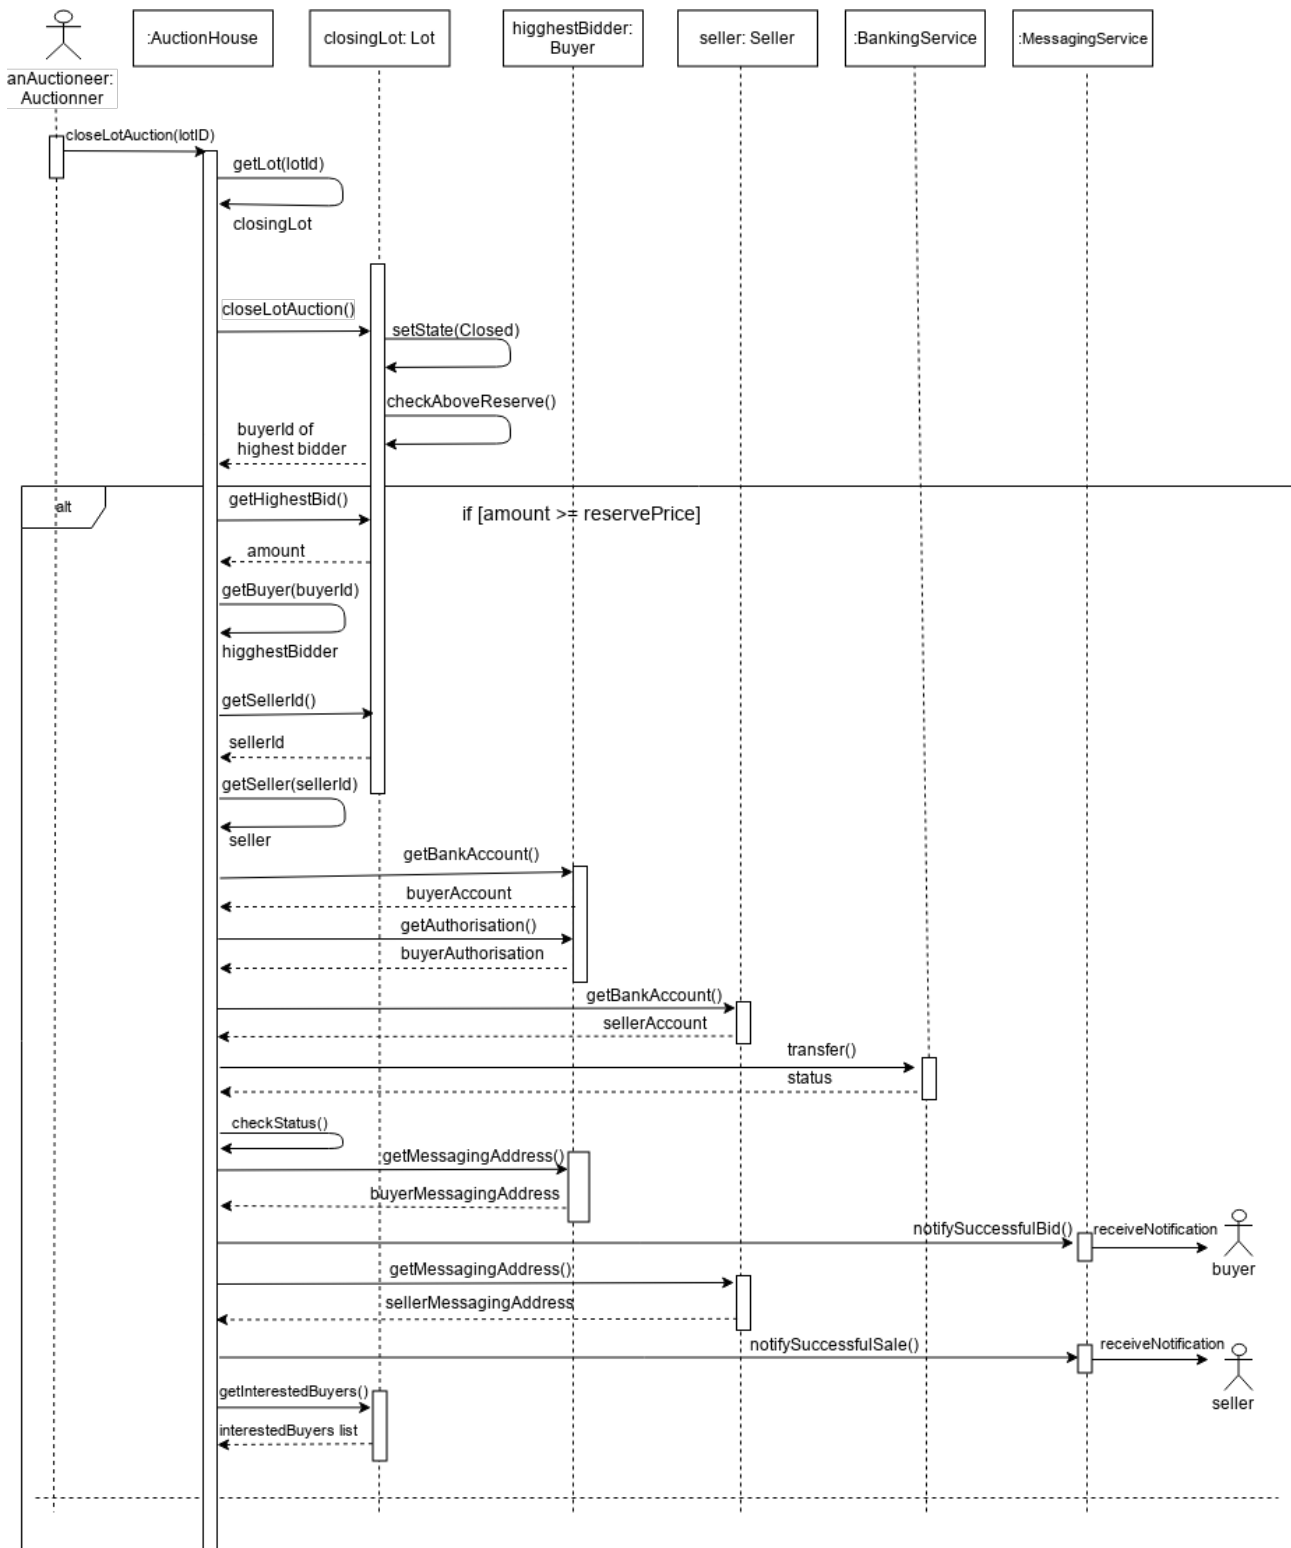 :AuctionHouse
closingLot: Lot
higghestBidder:
Buyer
seller: Seller
:BankingService
:MessagingService
anAuctioneer:
Auctionner
closeLotAuction(lotID)
getLot(lotId)
closingLot
closeLotAuction()
setState(Closed)
checkAboveReserve()
buyerId of
highest bidder
alt
getHighestBid()
if [amount >= reservePrice]
amount
getBuyer(buyerId)
higghestBidder
getSellerId()
sellerId
getSeller(sellerId)
seller
getBankAccount()
buyerAccount
getAuthorisation()
buyerAuthorisation
getBankAccount()
sellerAccount
transfer()
status
checkStatus()
getMessagingAddress()
buyerMessagingAddress
notifySuccessfulBid()
receiveNotification
buyer
getMessagingAddress()
sellerMessagingAddress
notifySuccessfulSale()
receiveNotification
seller
getInterestedBuyers()
interestedBuyers list